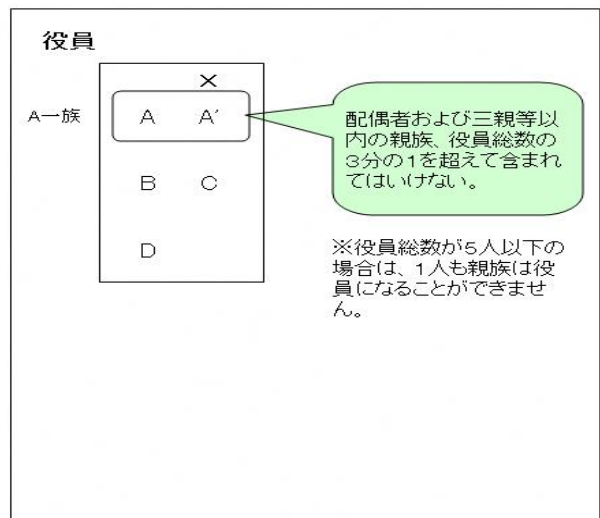 役員
×
A一族
A A´
B C
D
配偶者および三親等以
内の親族、役員総数の
3分の1を超えて含まれ
てはいけない。
※役員総数が5人以下の
場合は、1人も親族は役
員になることができませ
ん。